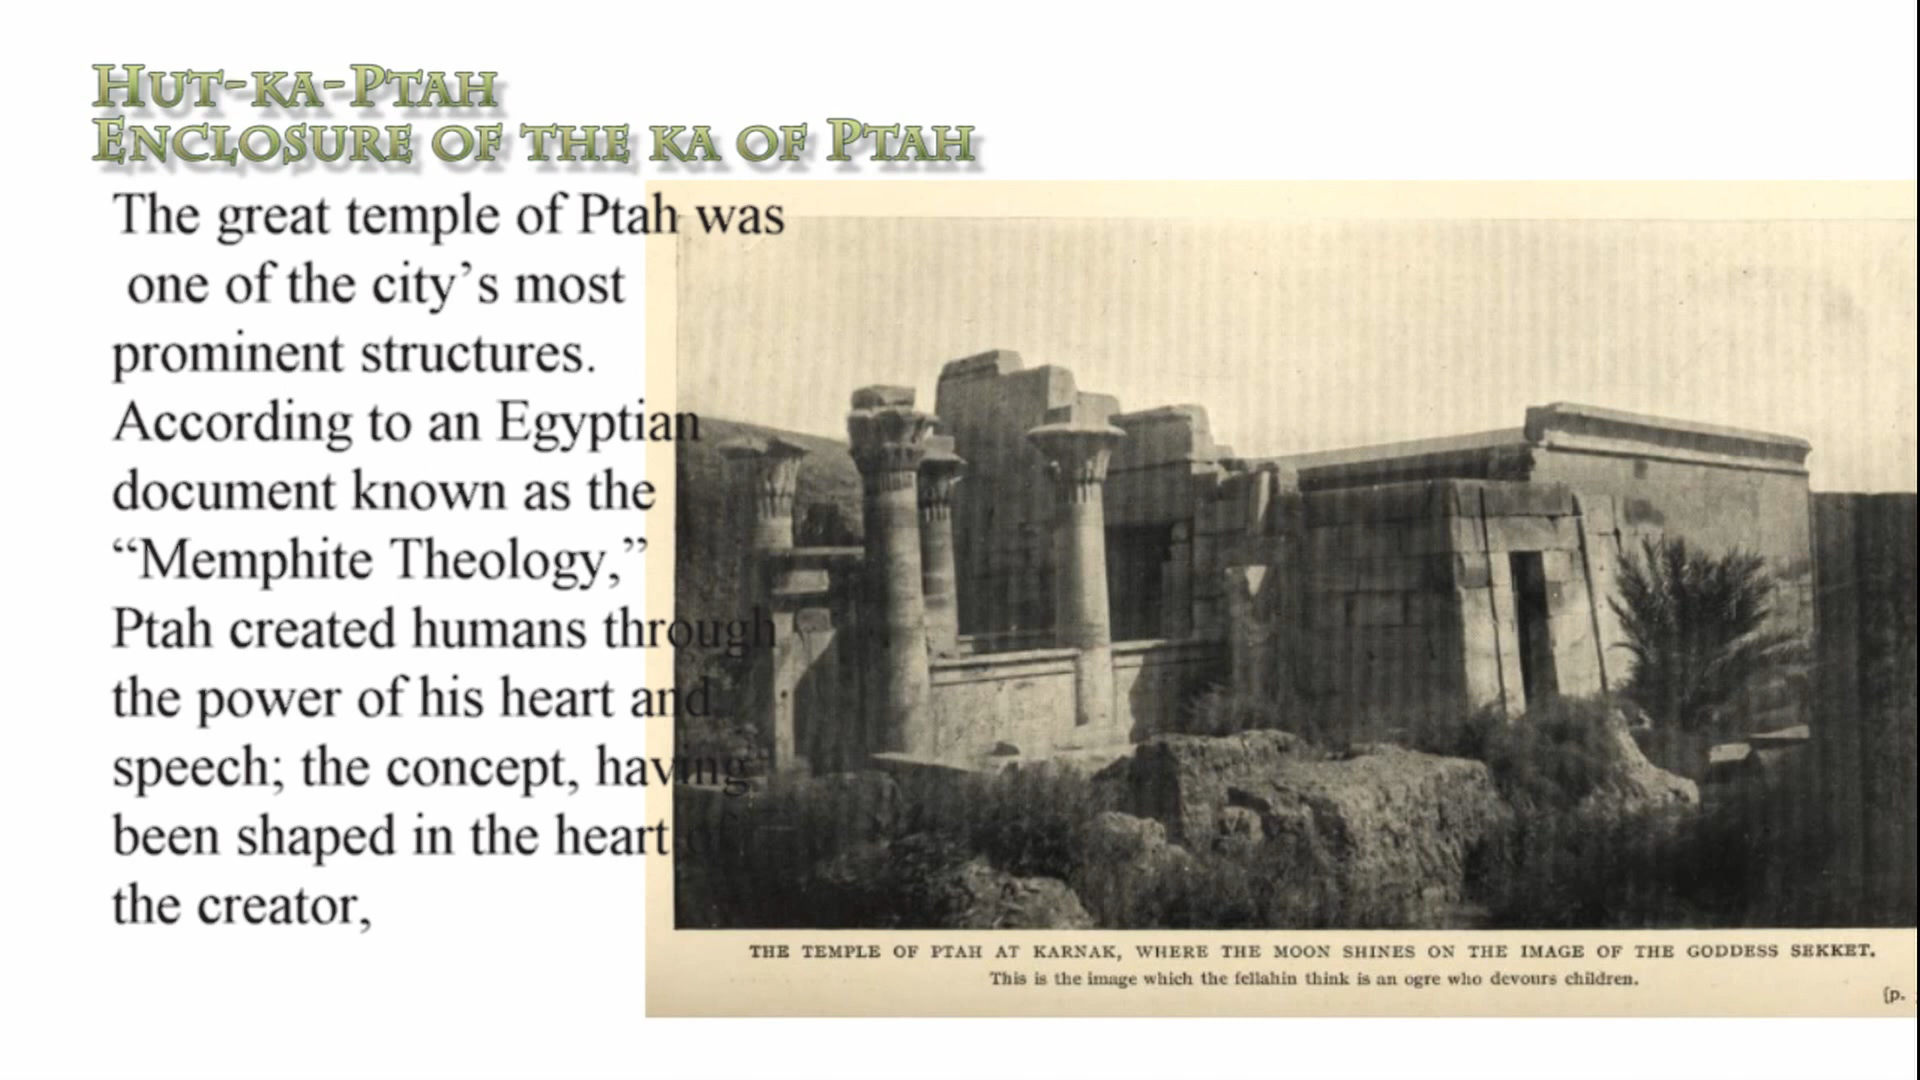 Hut-ka-Ptah
Enclosure of the ka of Ptah
The great temple of Ptah was
one of the city’s most
prominent structures.
According to an Egyptian
document known as the
“Memphite Theology,”
Ptah created humans through
the power of his heart and
speech; the concept, having
been shaped in the heart of
the creator,
THE TEMPLE OF PTAH AT KARNAK, WHERE THE MOON SHINES ON THE IMAGE OF THE GODDESS SEKKET.
This is the image which the fellahin think is an ogre who devours children.
[p.